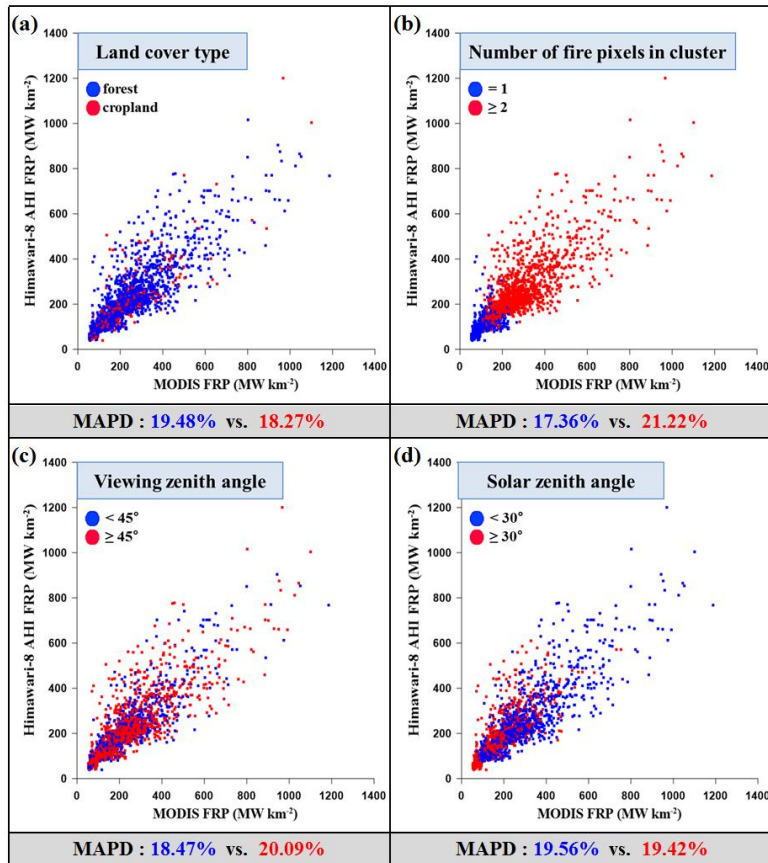 (a)
Land cover type
forest
cropland
Himawari-8 AHI FRP (MW km-2)
1400
1200
1000
800
600
400
200
0
0 200 400 600 800 1000 1200 1400
MODIS FRP (MW km-2)
MAPD : 19.48% vs. 18.27%
(b)
Number of fire pixels in cluster
= 1
≥ 2
Himawari-8 AHI FRP (MW km-2)
1400
1200
1000
800
600
400
200
0
0 200 400 600 800 1000 1200 1400
MODIS FRP (MW km-2)
MAPD : 17.36% vs. 21.22%
(c)
Viewing zenith angle
< 45°
≥ 45°
Himawari-8 AHI FRP (MW km-2)
1400
1200
1000
800
600
400
200
0
0 200 400 600 800 1000 1200 1400
MODIS FRP (MW km-2)
MAPD : 18.47% vs. 20.09%
(d)
Solar zenith angle
< 30°
≥ 30°
Himawari-8 AHI FRP (MW km-2)
1400
1200
1000
800
600
400
200
0
0 200 400 600 800 1000 1200 1400
MODIS FRP (MW km-2)
MAPD : 19.56% vs. 19.42%